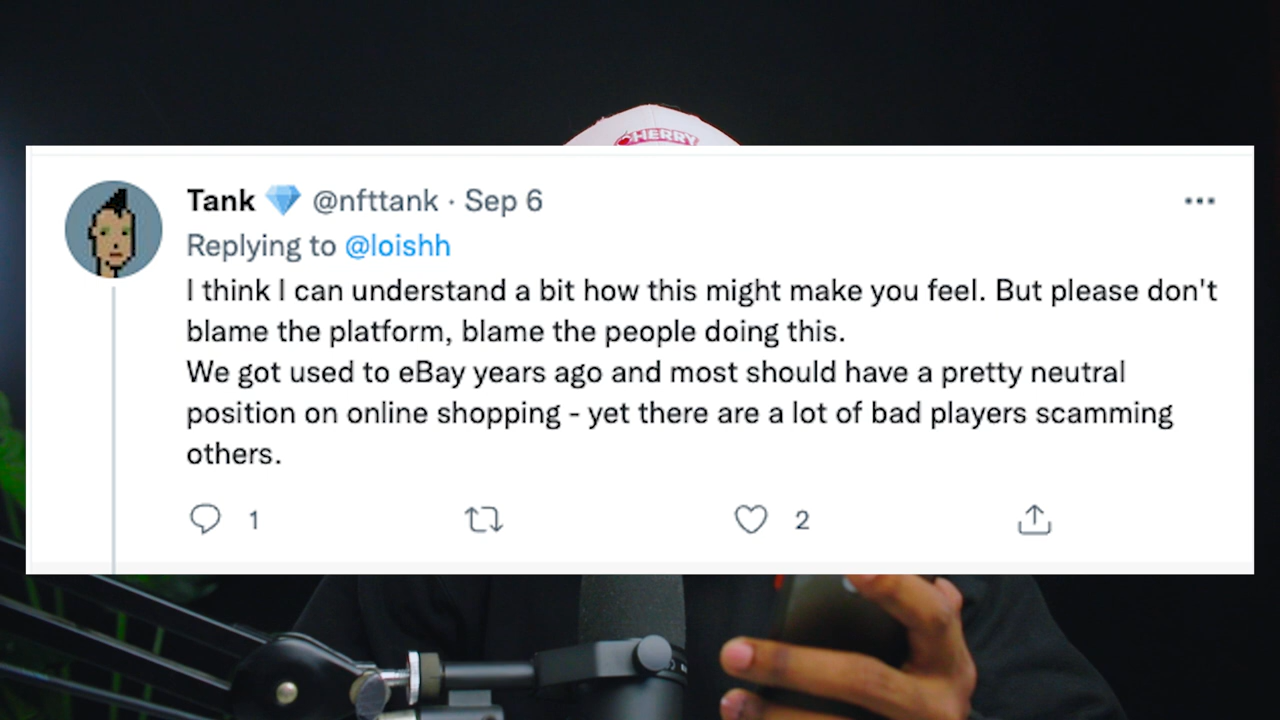 CHERRY
Tank 💎 @nfttank · Sep 6
Replying to @loishh
I think I can understand a bit how this might make you feel. But please don't
blame the platform, blame the people doing this.
We got used to eBay years ago and most should have a pretty neutral
position on online shopping - yet there are a lot of bad players scamming
others.
1
2